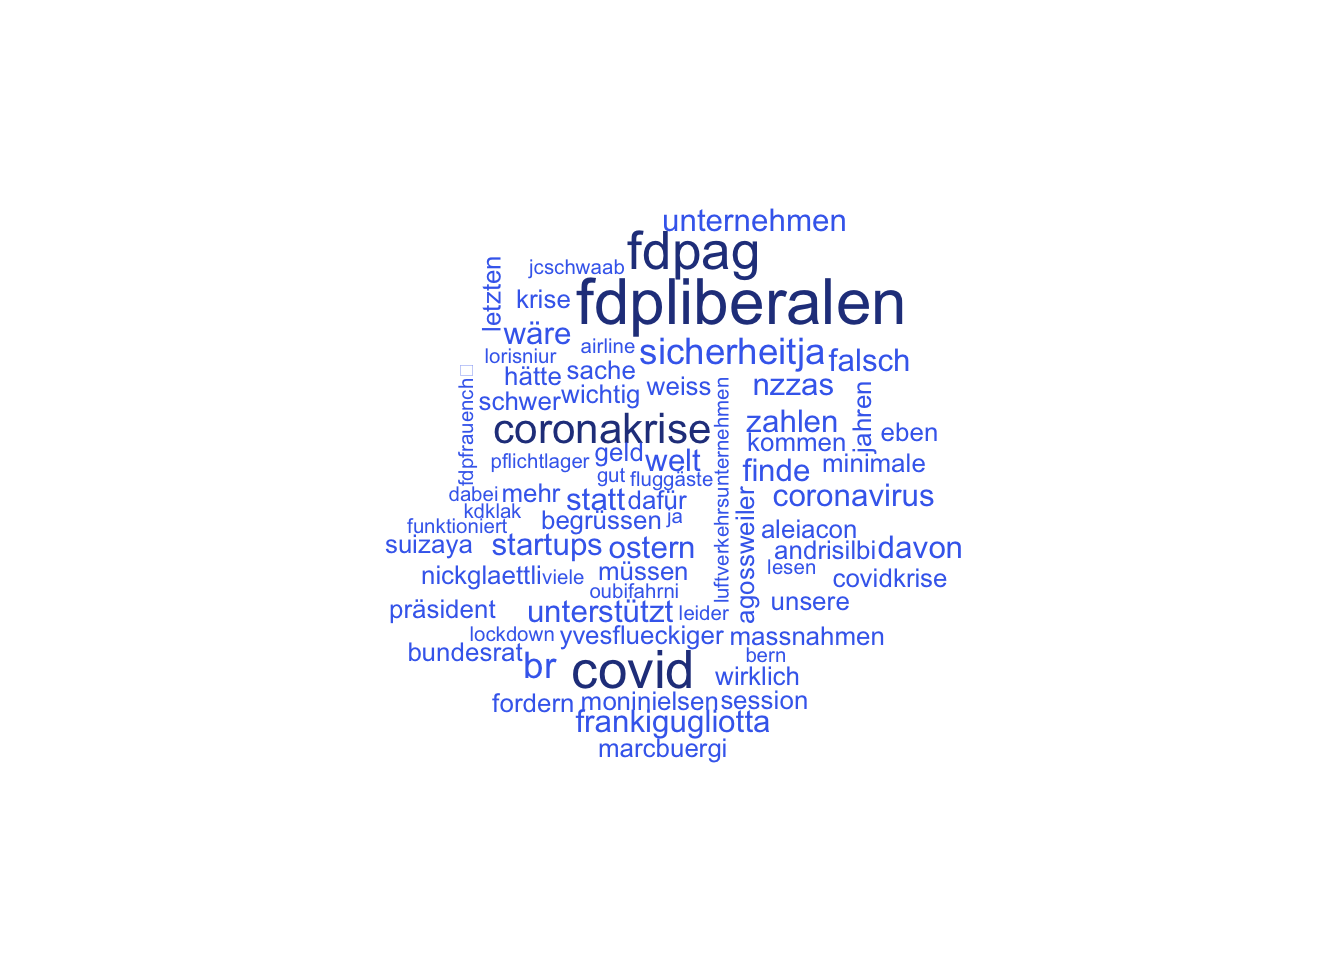 unternehmen
fdpag
jcschwaab
letzten
krise
fdpliberalen
wäre
airline
sicherheitja
falsch
lorisniur
hätte
sache
weiss
nzzas
fdpfrauench□
schwer
wichtig
luftverkehrsunternehmen
jahren
coronakrise
zahlen
kommen
eben
pflichtlager
geld
welt
finde
minimale
gut
fluggäste
dabei
mehr
statt
dafür
coronavirus
kdklak
funktioniert
begrüssen
ja
agossweiler
aleiacon
suizaya
startups
ostern
andrisilbi
davon
nickglaettli
viele
müssen
lesen
covidkrise
oubifahrni
präsident
unterstützt
leider
unsere
lockdown
yvesflueckiger
massnahmen
bundesrat
br
covid
bern
wirklich
fordern
moninielsen
session
frankigugliotta
marcbuergi